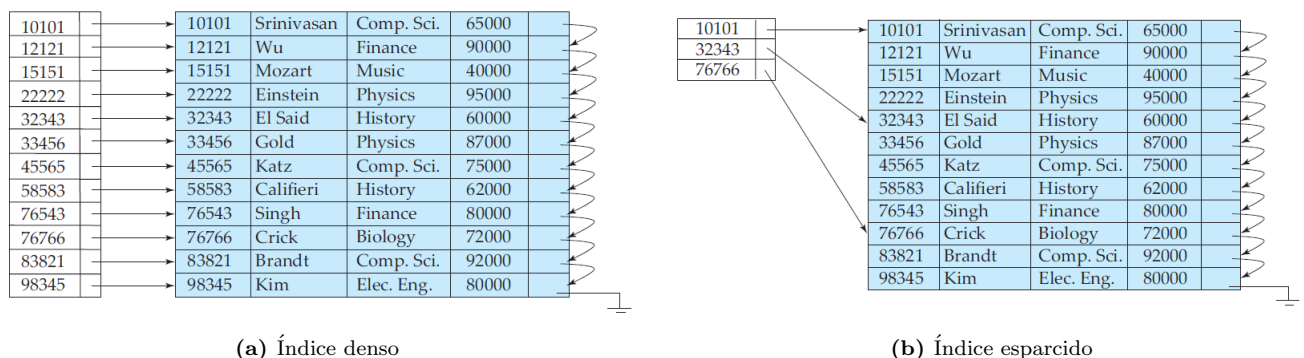 10101 10101 Srinivasan Comp. Sci. 65000
12121 12121 Wu Finance 90000
15151 15151 Mozart Music 40000
22222 22222 Einstein Physics 95000
32343 32343 El Said History 60000
33456 33456 Gold Physics 87000
45565 45565 Katz Comp. Sci. 75000
58583 58583 Califieri History 62000
76543 76543 Singh Finance 80000
76766 76766 Crick Biology 72000
83821 83821 Brandt Comp. Sci. 92000
98345 98345 Kim Elec. Eng. 80000
(a) Índice denso
10101
32343
76766
10101 Srinivasan Comp. Sci. 65000
12121 Wu Finance 90000
15151 Mozart Music 40000
22222 Einstein Physics 95000
32343 El Said History 60000
33456 Gold Physics 87000
45565 Katz Comp. Sci. 75000
58583 Califieri History 62000
76543 Singh Finance 80000
76766 Crick Biology 72000
83821 Brandt Comp. Sci. 92000
98345 Kim Elec. Eng. 80000
(b) Índice esparcido